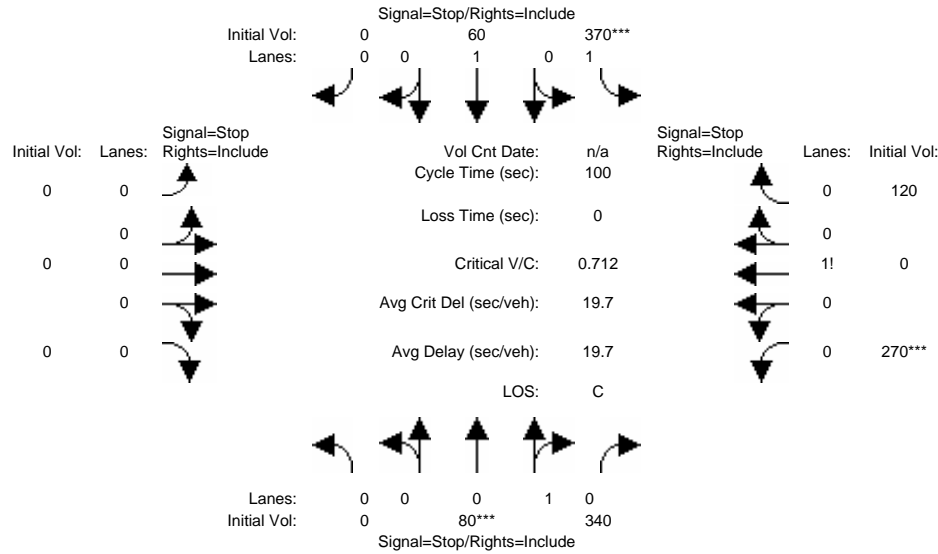 Signal=Stop/Rights=Include
Initial Vol: 0 60 370***
Lanes: 0 0 1 0 1
Signal=Stop Signal=Stop
Initial Vol: Lanes: Rights=Include Vol Cnt Date: n/a Rights=Include Lanes: Initial Vol:
Cycle Time (sec): 100
0 0 0 120
Loss Time (sec): 0
0 0
0 0 Critical V/C: 0.712 1! 0
0 Avg Crit Del (sec/veh): 19.7 0
0 0 Avg Delay (sec/veh): 19.7 0 270***
LOS: C
Lanes: 0 0 0 1 0
Initial Vol: 0 80*** 340
Signal=Stop/Rights=Include